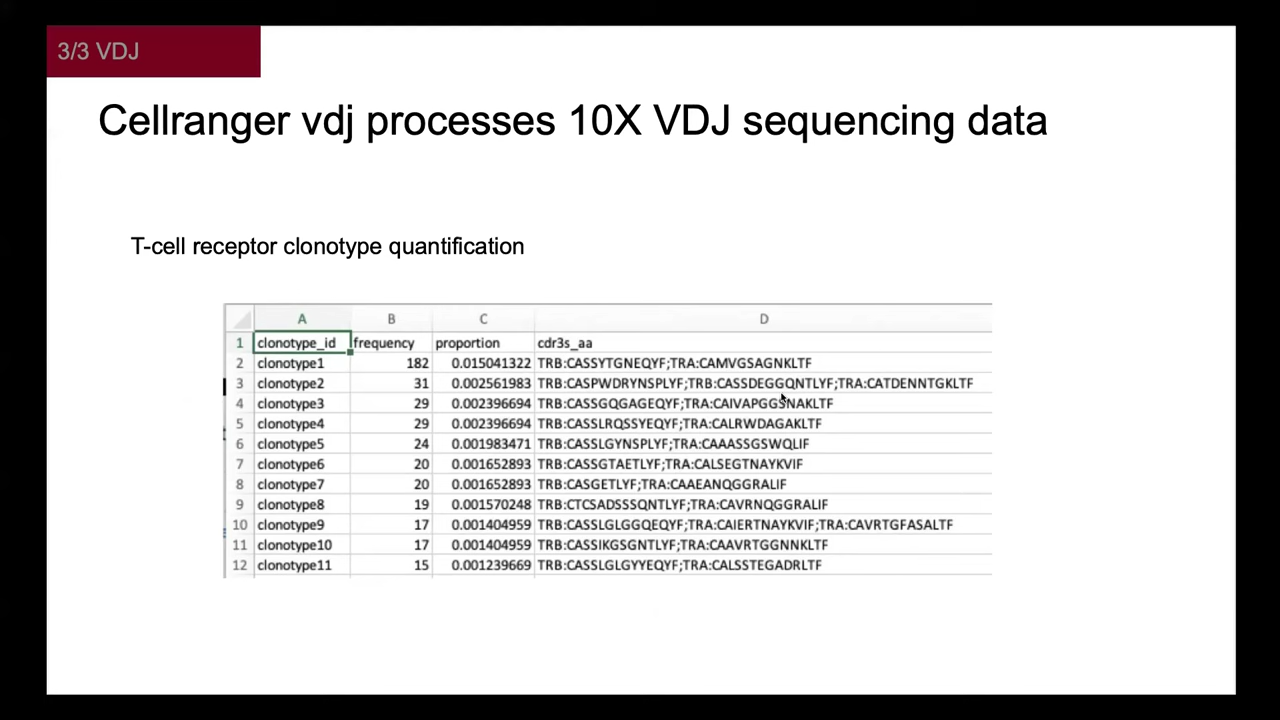 3/3 VDJ
Cellranger vdj processes 10X VDJ sequencing data
T-cell receptor clonotype quantification
A B C D
1 clonotype_id frequency proportion cdr3s_aa
2 clonotype1 182 0.015041322 TRB:CASSYTGNEQYF;TRA:CAMVGSAGNKLTF
3 clonotype2 31 0.002561983 TRB:CASPWDRYNSPLYF;TRB:CASSDEGGQNTLYF;TRA:CATDENNTGKLTF
4 clonotype3 29 0.002396694 TRB:CASSGQGAGEQYF;TRA:CAIVAPGGSNAKLTF
5 clonotype4 29 0.002396694 TRB:CASSLRQSSYEQYF;TRA:CALRWDAGAKLTF
6 clonotype5 24 0.001983471 TRB:CASSLGYNSPLYF;TRA:CAAASSGSWQLIF
7 clonotype6 20 0.001652893 TRB:CASSGTAETLYF;TRA:CALSEGTNAYKVIF
8 clonotype7 20 0.001652893 TRB:CASGETLYF;TRA:CAAEANQGGRALIF
9 clonotype8 19 0.001570248 TRB:CTCSADSSSQNTLYF;TRA:CAVRNQGGRALIF
10 clonotype9 17 0.001404959 TRB:CASSLGLGGQEQYF;TRA:CAIERTNAYKVIF;TRA:CAVRTGFASALTF
11 clonotype10 17 0.001404959 TRB:CASSIKGSGNTLYF;TRA:CAAVRTGGNNKLTF
12 clonotype11 15 0.001239669 TRB:CASSLGLGYYEQYF;TRA:CALSSTEGADRLTF